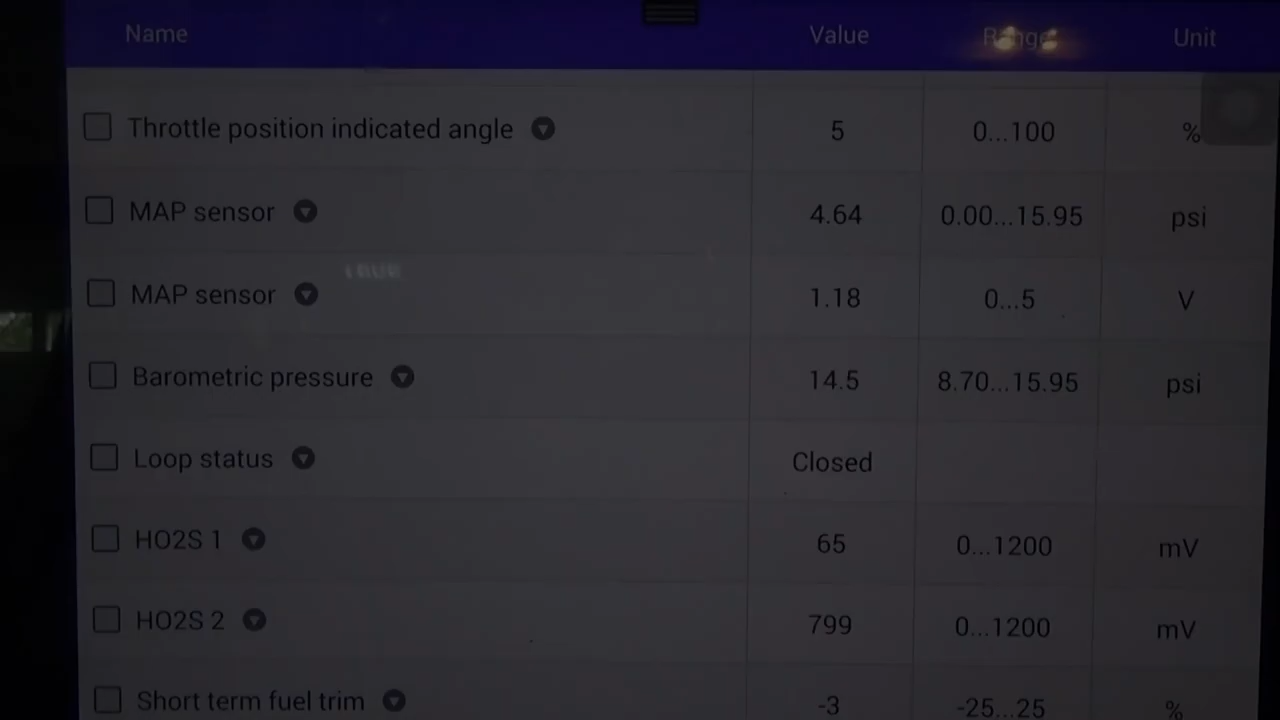 Name Value Range Unit
Throttle position indicated angle 5 0...100 %
MAP sensor 4.64 0.00...15.95 psi
MAP sensor 1.18 0...5 V
Barometric pressure 14.5 8.70...15.95 psi
Loop status Closed
HO2S 1 65 0...1200 mV
HO2S 2 799 0...1200 mV
Short term fuel trim -3 -25...25 %